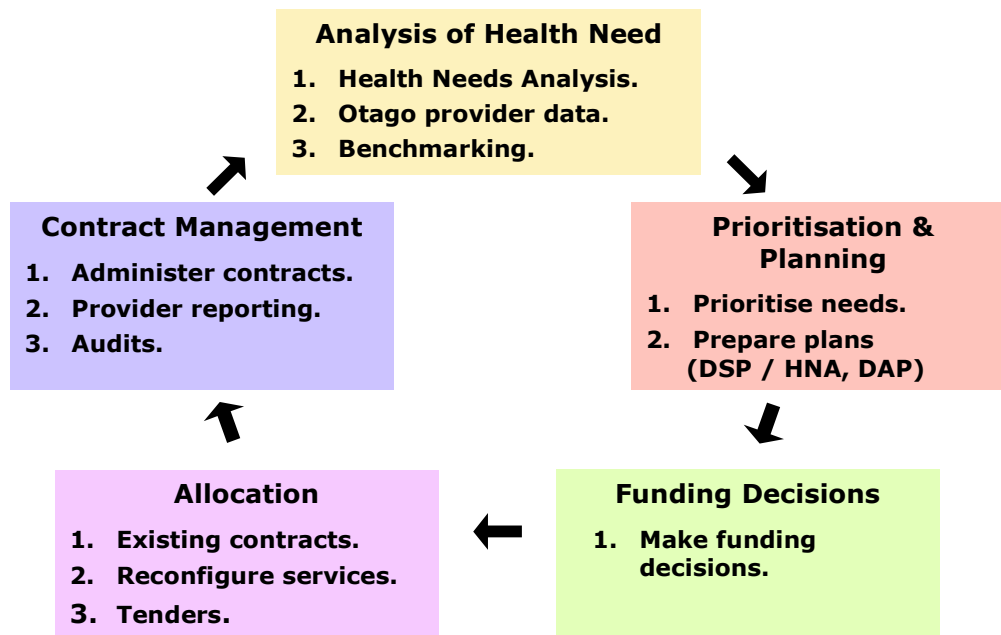 Analysis of Health Need
1. Health Needs Analysis.
2. Otago provider data.
3. Benchmarking.
Prioritisation &
Planning
1. Prioritise needs.
2. Prepare plans
(DSP / HNA, DAP)
Funding Decisions
1. Make funding
decisions.
Allocation
1. Existing contracts.
2. Reconfigure services.
3. Tenders.
Contract Management
1. Administer contracts.
2. Provider reporting.
3. Audits.